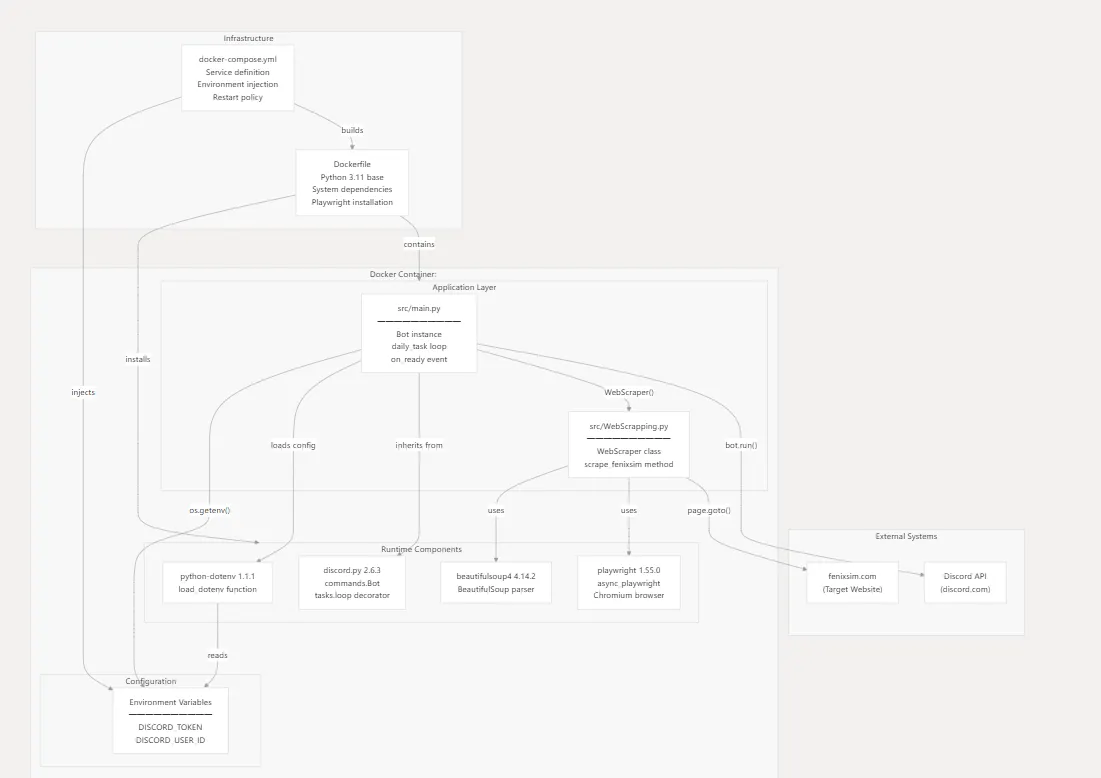 Infrastructure
docker-compose.yml
Service definition
Environment injection
Restart policy
builds
Dockerfile
Python 3.11 base
System dependencies
Playwright installation
contains
Docker Container:
Application Layer
src/main.py
Bot instance
daily_task loop
on_ready event
installs
injects
WebScraper()
src/WebScrapping.py
WebScraper class
scrape_fenixsim method
loads config
inherits from
bot.run()
os.getenv()
uses
uses
page.goto()
External Systems
fenixsim.com
(Target Website)
Discord API
(discord.com)
Runtime Components
python-dotenv 1.1.1
load_dotenv function
discord.py 2.6.3
commands.Bot
tasks.loop decorator
beautifulsoup4 4.14.2
BeautifulSoup parser
playwright 1.55.0
async_playwright
Chromium browser
reads
Configuration
Environment Variables
DISCORD_TOKEN
DISCORD_USER_ID